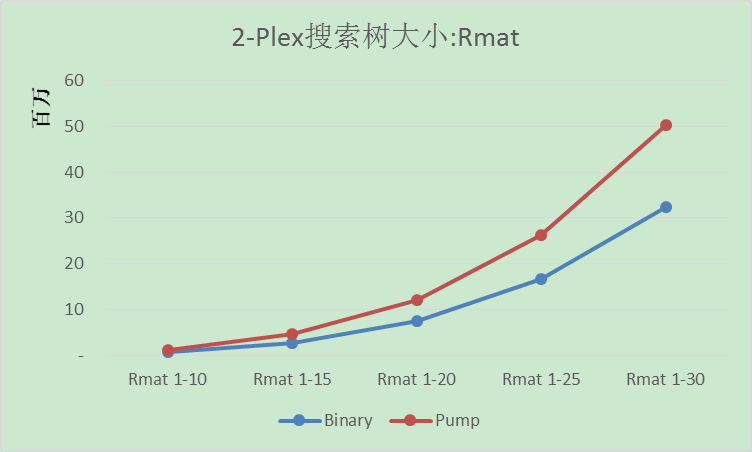 2-Plex搜索树大小:Rmat
百万
60
50
40
30
20
10
-
Rmat 1-10 Rmat 1-15 Rmat 1-20 Rmat 1-25 Rmat 1-30
Binary Pump